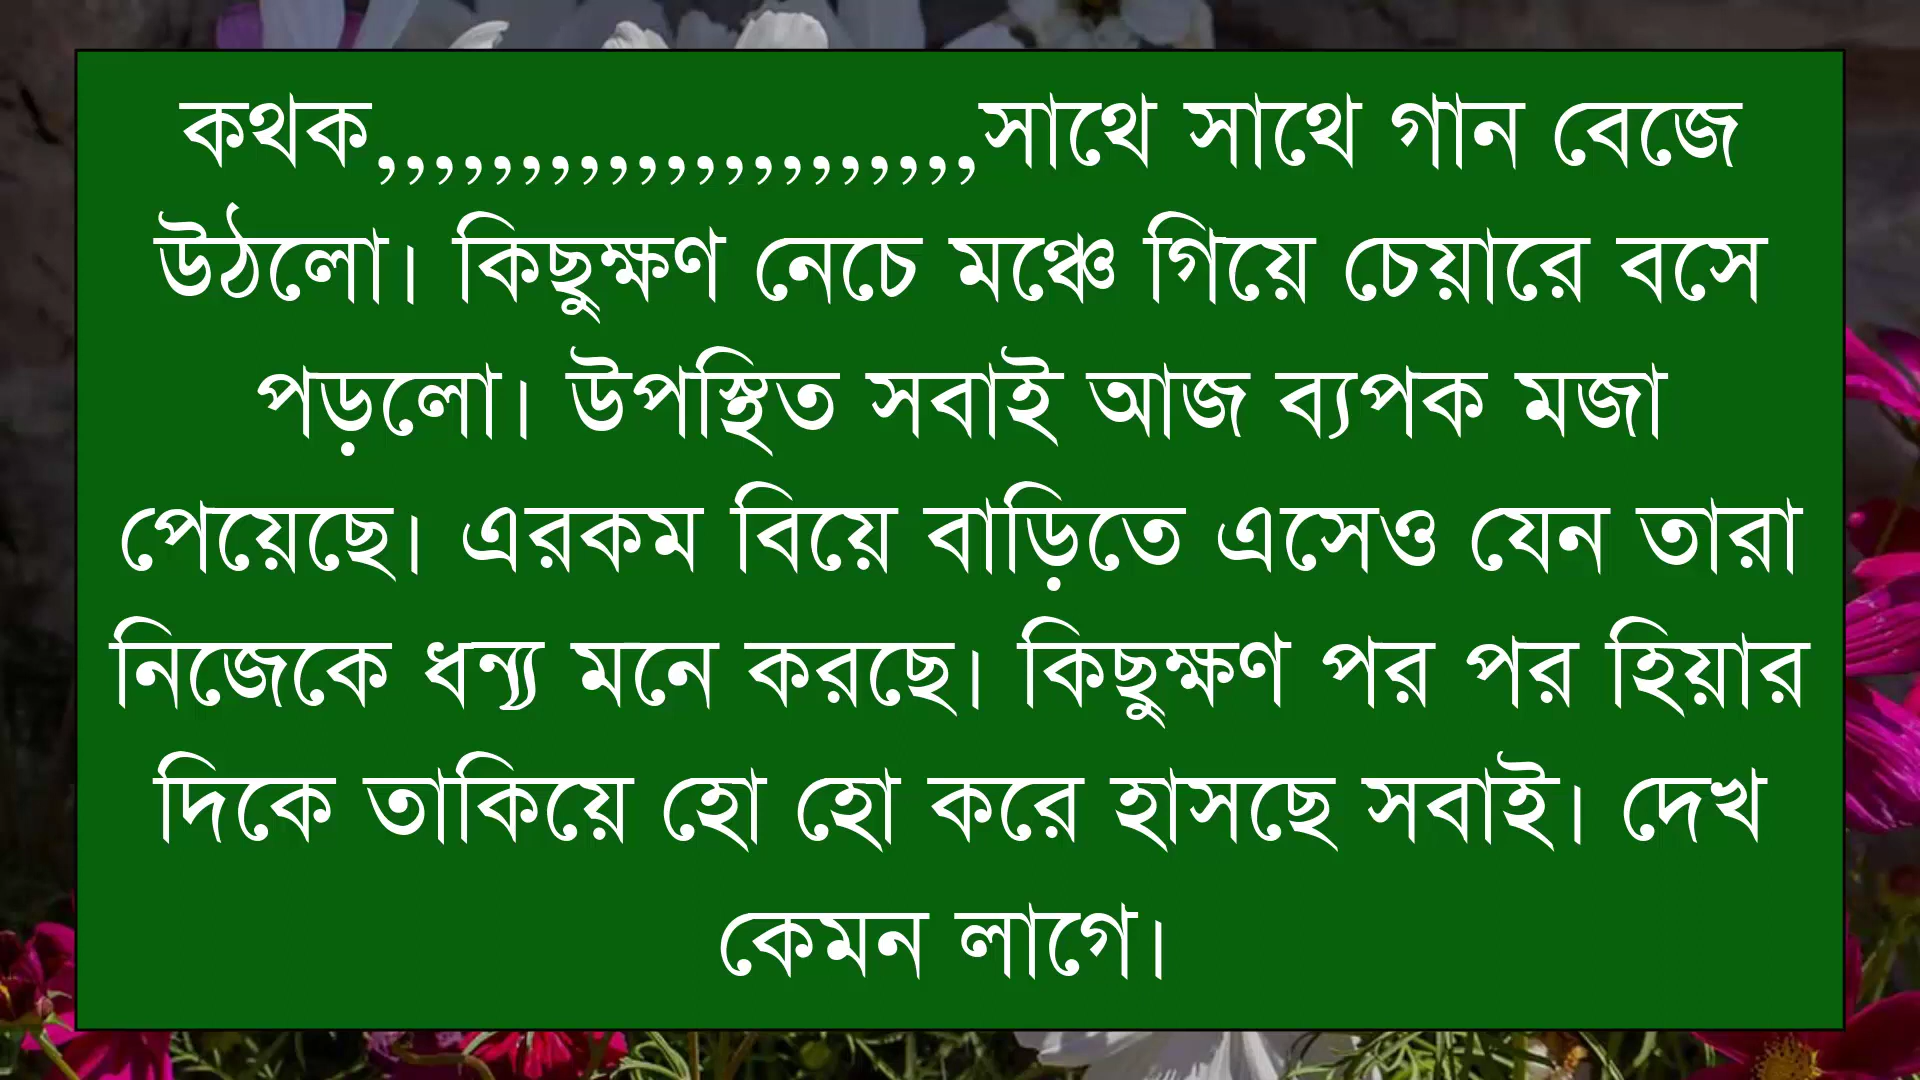 কথক,,,,,,,,,,,,,,,,,,,,,সাথে সাথে গান বেজে
উঠলো। কিছুক্ষণ নেচে মঞ্চে গিয়ে চেয়ারে বসে
পড়লো। উপস্থিত সবাই আজ ব্যপক মজা
পেয়েছে। এরকম বিয়ে বাড়িতে এসেও যেন তারা
নিজেকে ধন্য মনে করছে। কিছুক্ষণ পর পর হিয়ার
দিকে তাকিয়ে হো হো করে হাসছে সবাই। দেখ
কেমন লাগে।